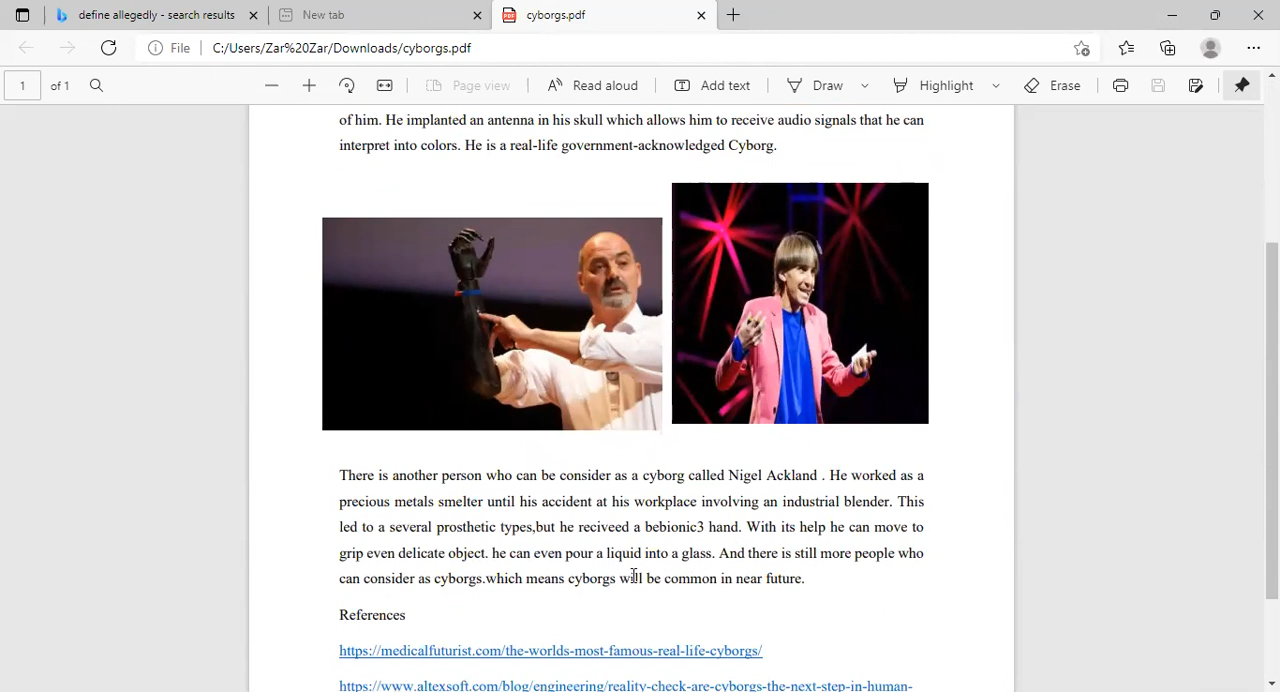 define allegedly - search results
New tab
cyborgs.pdf
File
C:/Users/Zar%20Zar/Downloads/cyborgs.pdf
1 of 1
Page view
Read aloud
Add text
Draw
Highlight
Erase
of him. He implanted an antenna in his skull which allows him to receive audio signals that he can
interpret into colors. He is a real-life government-acknowledged Cyborg.
There is another person who can be consider as a cyborg called Nigel Ackland . He worked as a
precious metals smelter until his accident at his workplace involving an industrial blender. This
led to a several prosthetic types,but he reciveed a bebionic3 hand. With its help he can move to
grip even delicate object. he can even pour a liquid into a glass. And there is still more people who
can consider as cyborgs.which means cyborgs will be common in near future.
References
https://medicalfuturist.com/the-worlds-most-famous-real-life-cyborgs/
https://www.altexsoft.com/blog/engineering/reality-check-are-cyborgs-the-next-step-in-human-